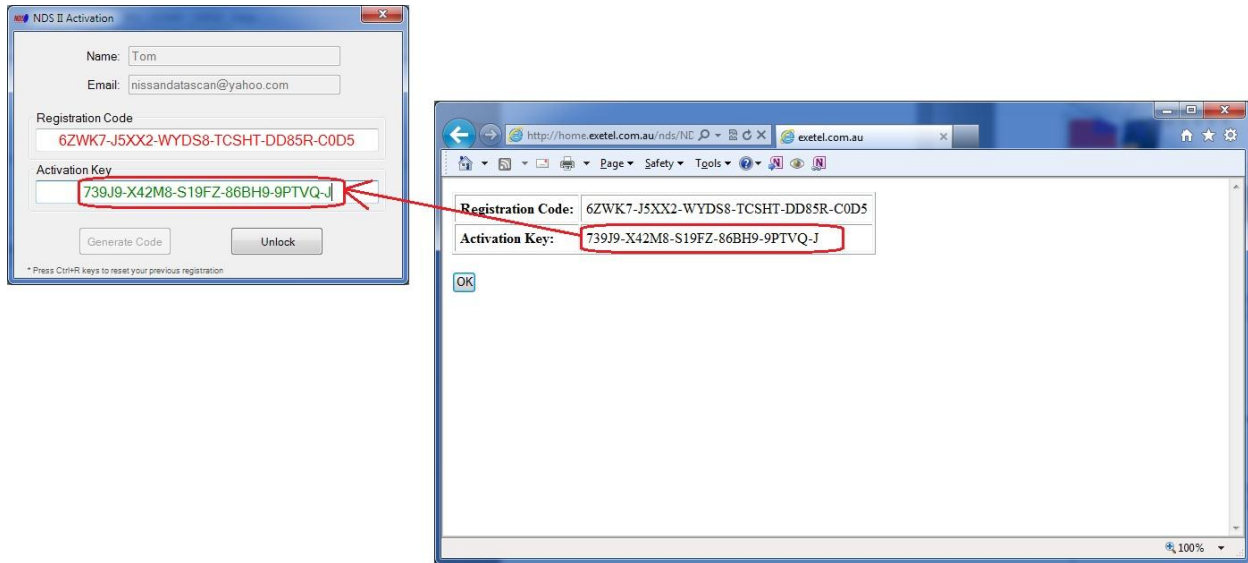 NDS II Activation
Name: Tom
Email: nissandatascan@yahoo.com
Registration Code
6ZWK7-J5XX2-WYDS8-TCSHT-DD85R-C0D5
Activation Key
739J9-X42M8-S19FZ-86BH9-9PTVQ-J
Generate Code Unlock
* Press Ctrl+R keys to reset your previous registration
http://home.exetel.com.au/nds/NE exetel.com.au
Page Safety Tools
Registration Code: 6ZWK7-J5XX2-WYDS8-TCSHT-DD85R-C0D5
Activation Key: 739J9-X42M8-S19FZ-86BH9-9PTVQ-J
OK
100%